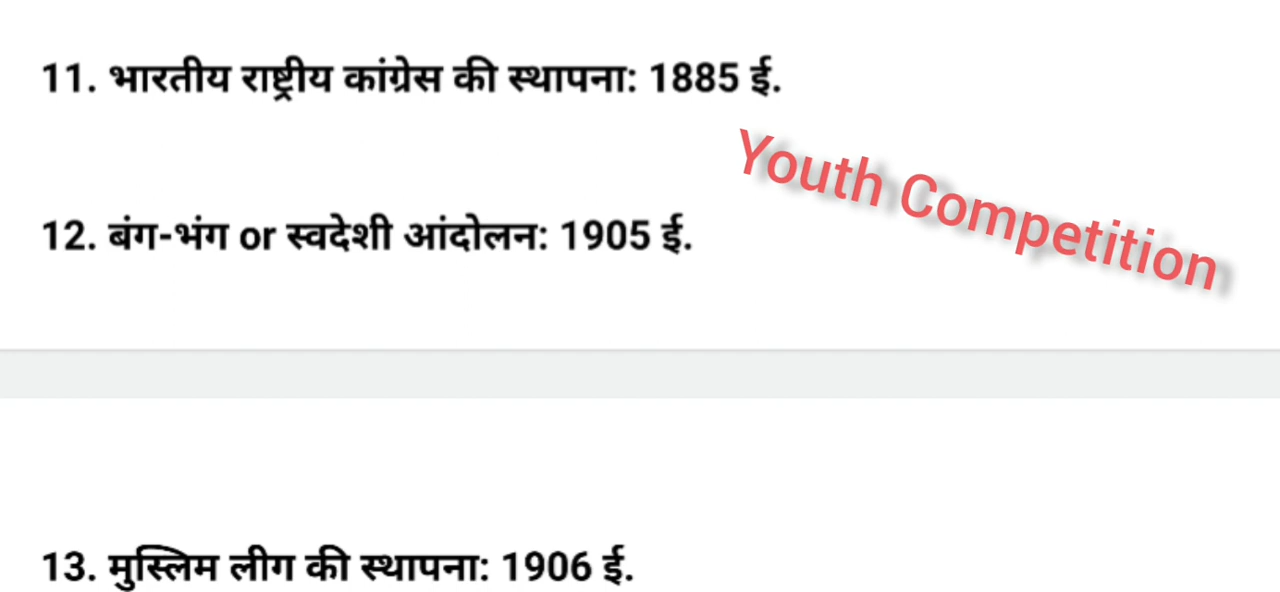 11. भारतीय राष्ट्रीय कांग्रेस की स्थापना: 1885 ई.
Youth Competition
12. बंग-भंग or स्वदेशी आंदोलन: 1905 ई.
13. मुस्लिम लीग की स्थापना: 1906 ई.